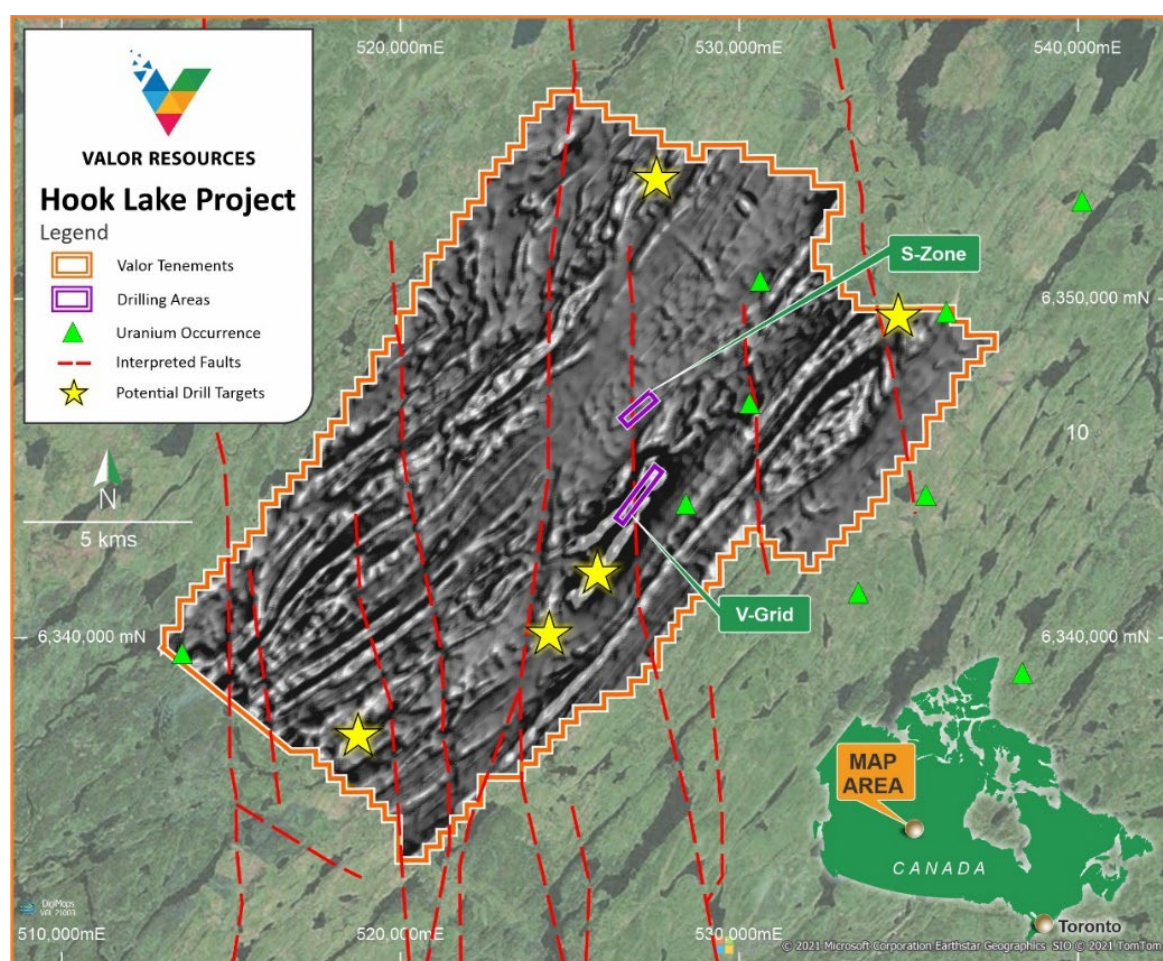 520,000mE
530,000mE
540,000mE
VALOR RESOURCES
Hook Lake Project
Legend
Valor Tenements
Drilling Areas
Uranium Occurrence
Interpreted Faults
Potential Drill Targets
S-Zone
6,350,000 mN
10
N
5 kms
V-Grid
6,340,000 mN
6,340,000 mN
MAP
AREA
CANADA
Toronto
DigiMaps
VAL 21003
510,000mE
520,000mE
530,000mE
© 2021 Microsoft Corporation Earthstar Geographics SIO © 2021 TomTom